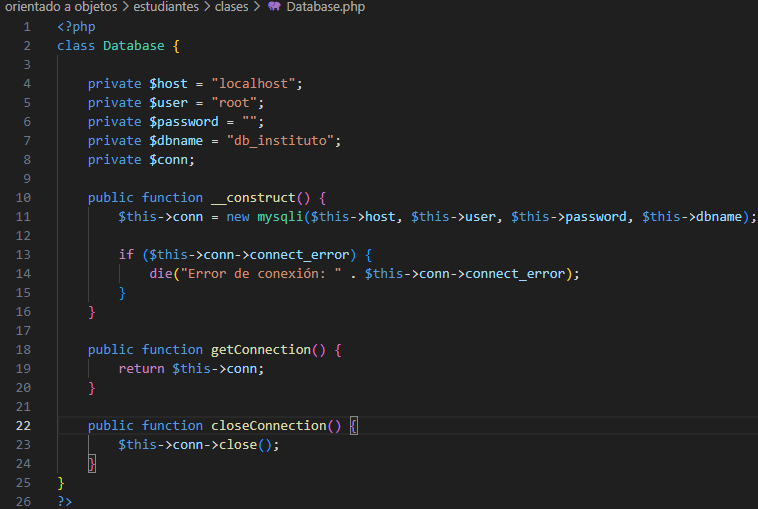 orientado a objetos > estudiantes > clases > Database.php
1 <?php
2 class Database {
3
4     private $host = "localhost";
5     private $user = "root";
6     private $password = "";
7     private $dbname = "db_instituto";
8     private $conn;
9
10     public function __construct() {
11         $this->conn = new mysqli($this->host, $this->user, $this->password, $this->dbname);
12
13         if ($this->conn->connect_error) {
14             die("Error de conexión: " . $this->conn->connect_error);
15         }
16     }
17
18     public function getConnection() {
19         return $this->conn;
20     }
21
22     public function closeConnection() {
23         $this->conn->close();
24     }
25 }
26 ?>